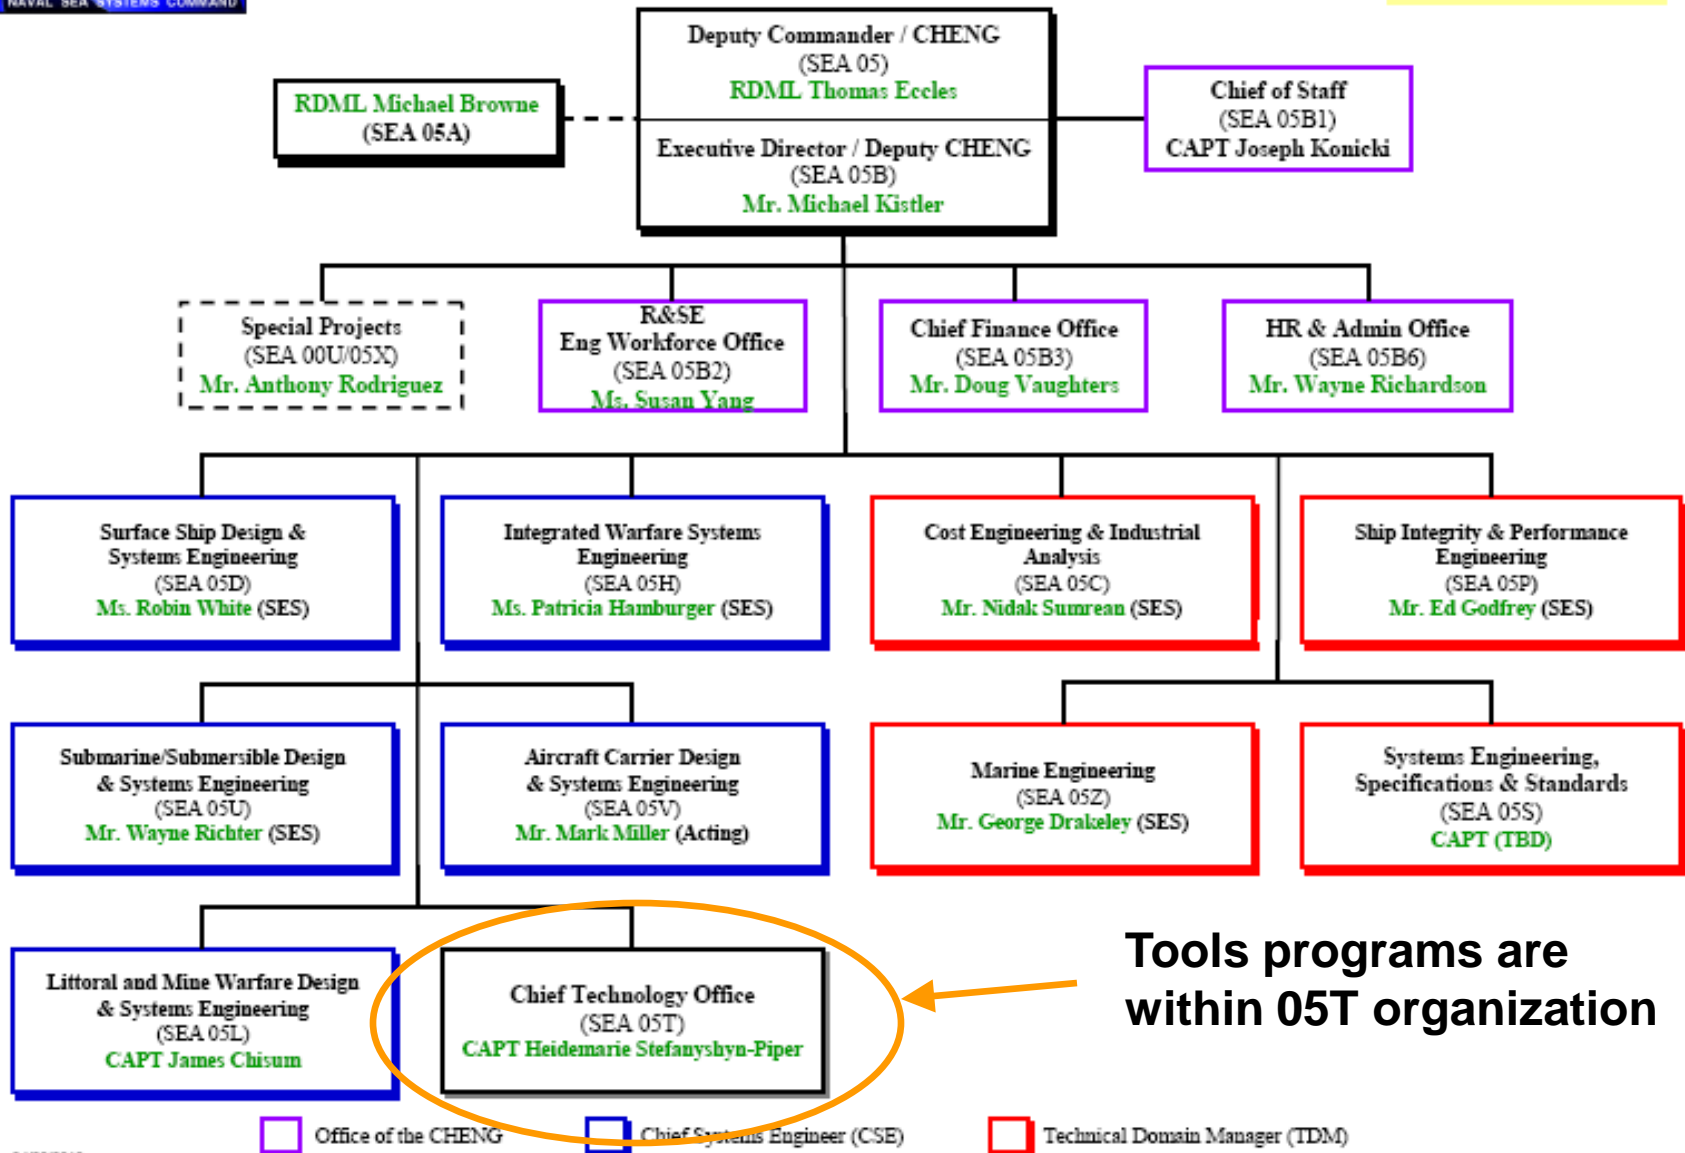 NAVAL SEA SYSTEMS COMMAND
Deputy Commander / CHENG
(SEA 05)
RDML Thomas Eccles
Executive Director / Deputy CHENG
(SEA 05B)
Mr. Michael Kistler
RDML Michael Browne
(SEA 05A)
Chief of Staff
(SEA 05B1)
CAPT Joseph Konicki
Special Projects
(SEA 00U/05X)
Mr. Anthony Rodriguez
R&SE
Eng Workforce Office
(SEA 05B2)
Ms. Susan Yang
Chief Finance Office
(SEA 05B3)
Mr. Doug Vaughters
HR & Admin Office
(SEA 05B6)
Mr. Wayne Richardson
Surface Ship Design &
Systems Engineering
(SEA 05D)
Ms. Robin White (SES)
Integrated Warfare Systems
Engineering
(SEA 05H)
Ms. Patricia Hamburger (SES)
Cost Engineering & Industrial
Analysis
(SEA 05C)
Mr. Nidak Sumrean (SES)
Ship Integrity & Performance
Engineering
(SEA 05P)
Mr. Ed Godfrey (SES)
Submarine/Submersible Design
& Systems Engineering
(SEA 05U)
Mr. Wayne Richter (SES)
Aircraft Carrier Design
& Systems Engineering
(SEA 05V)
Mr. Mark Miller (Acting)
Marine Engineering
(SEA 05Z)
Mr. George Drakeley (SES)
Systems Engineering,
Specifications & Standards
(SEA 05S)
CAPT (TBD)
Littoral and Mine Warfare Design
& Systems Engineering
(SEA 05L)
CAPT James Chisum
Chief Technology Office
(SEA 05T)
CAPT Heidemarie Stefanyshyn-Piper
Tools programs are
within 05T organization
Office of the CHENG
Chief Systems Engineer (CSE)
Technical Domain Manager (TDM)